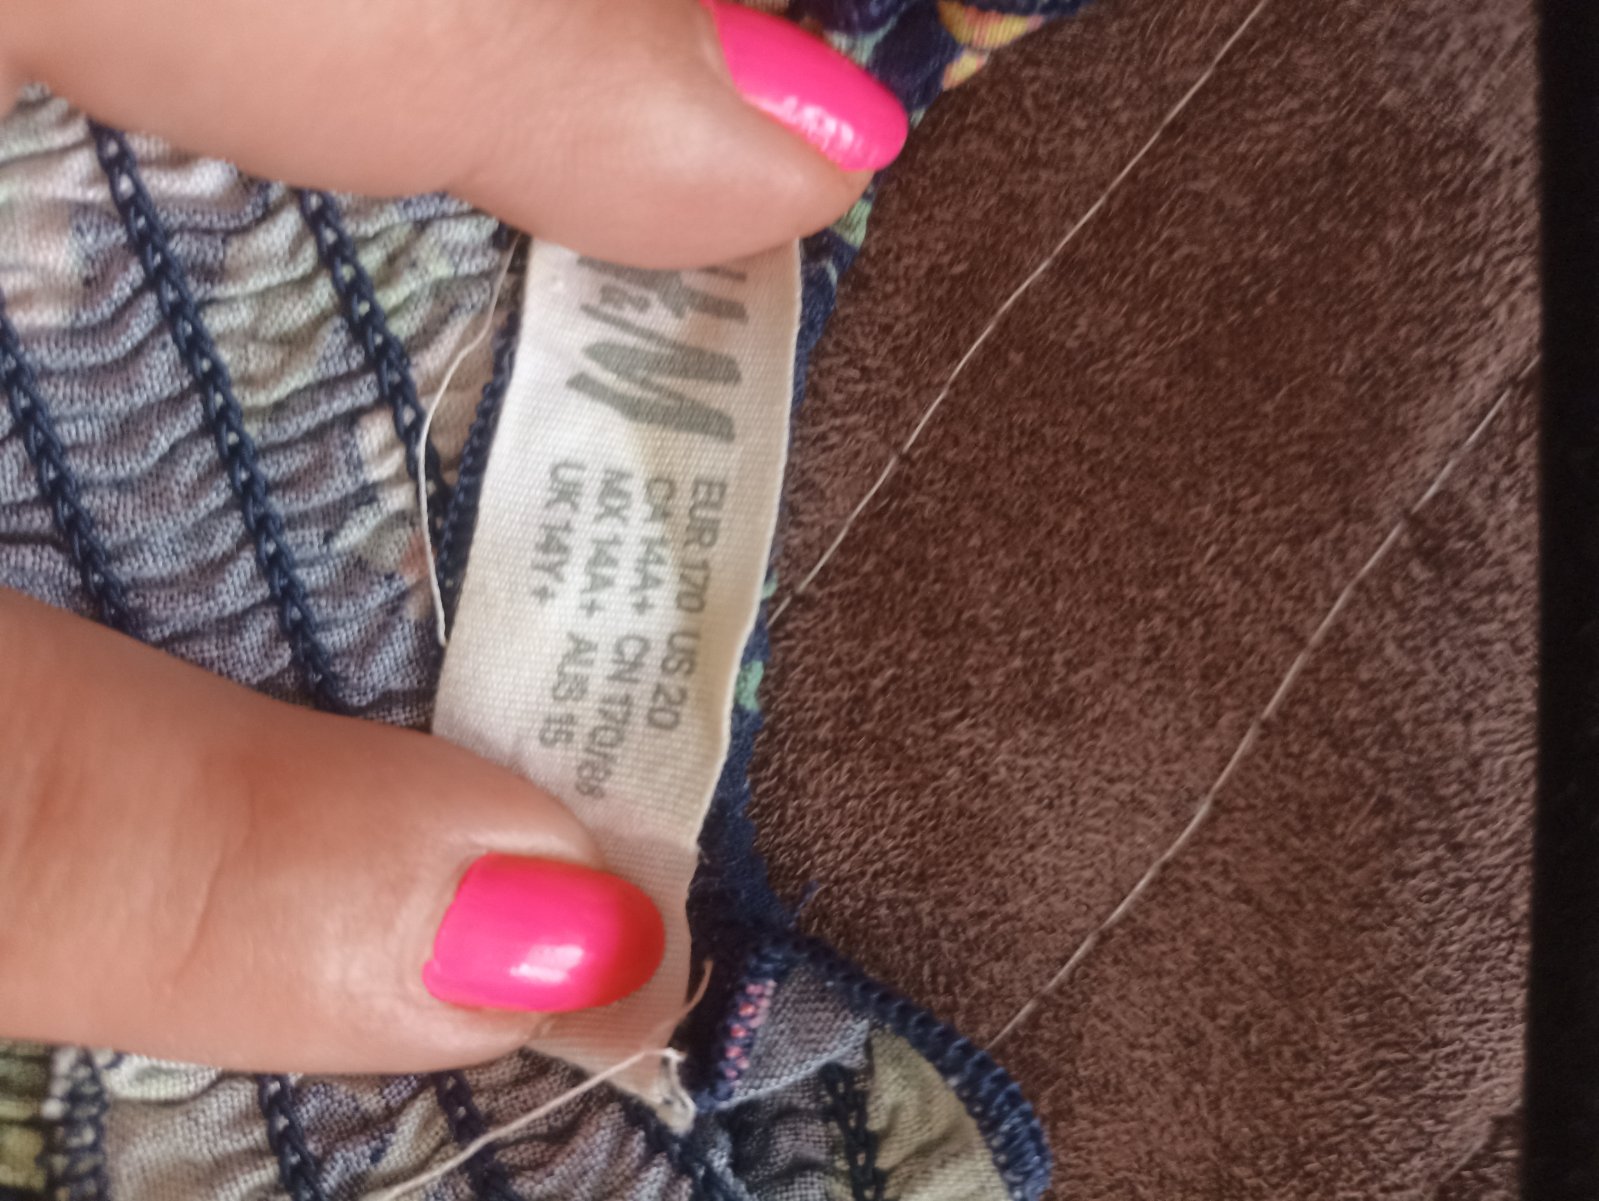 H&M
EUR 170 US 20
CA 14A+ CN 170/88
MX 14A+ AUS 15
UK 14Y+